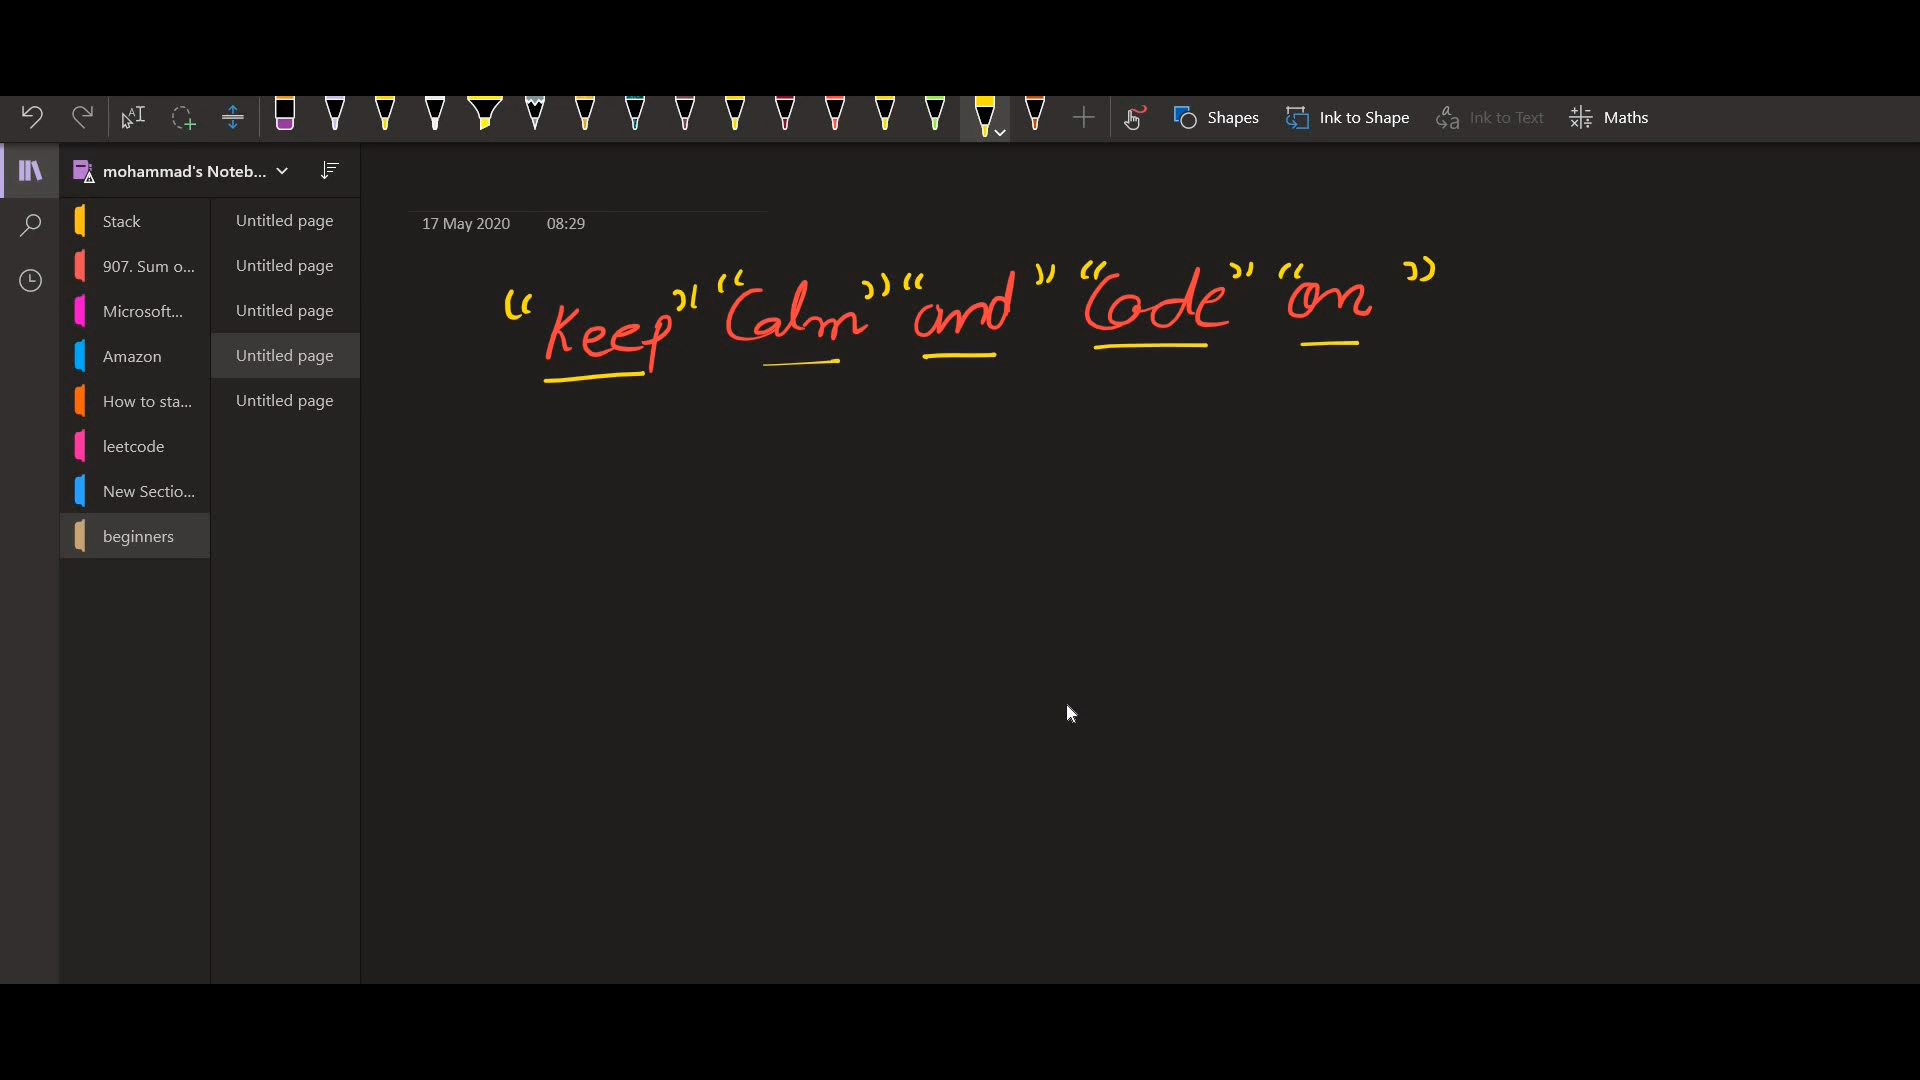 Shapes Ink to Shape Ink to Text Maths
mohammad's Noteb...
Stack
907. Sum o...
Microsoft...
Amazon
How to sta...
leetcode
New Sectio...
beginners
Untitled page
Untitled page
Untitled page
Untitled page
Untitled page
17 May 2020 08:29
"Keep" "Calm" "and" "Code" "on"